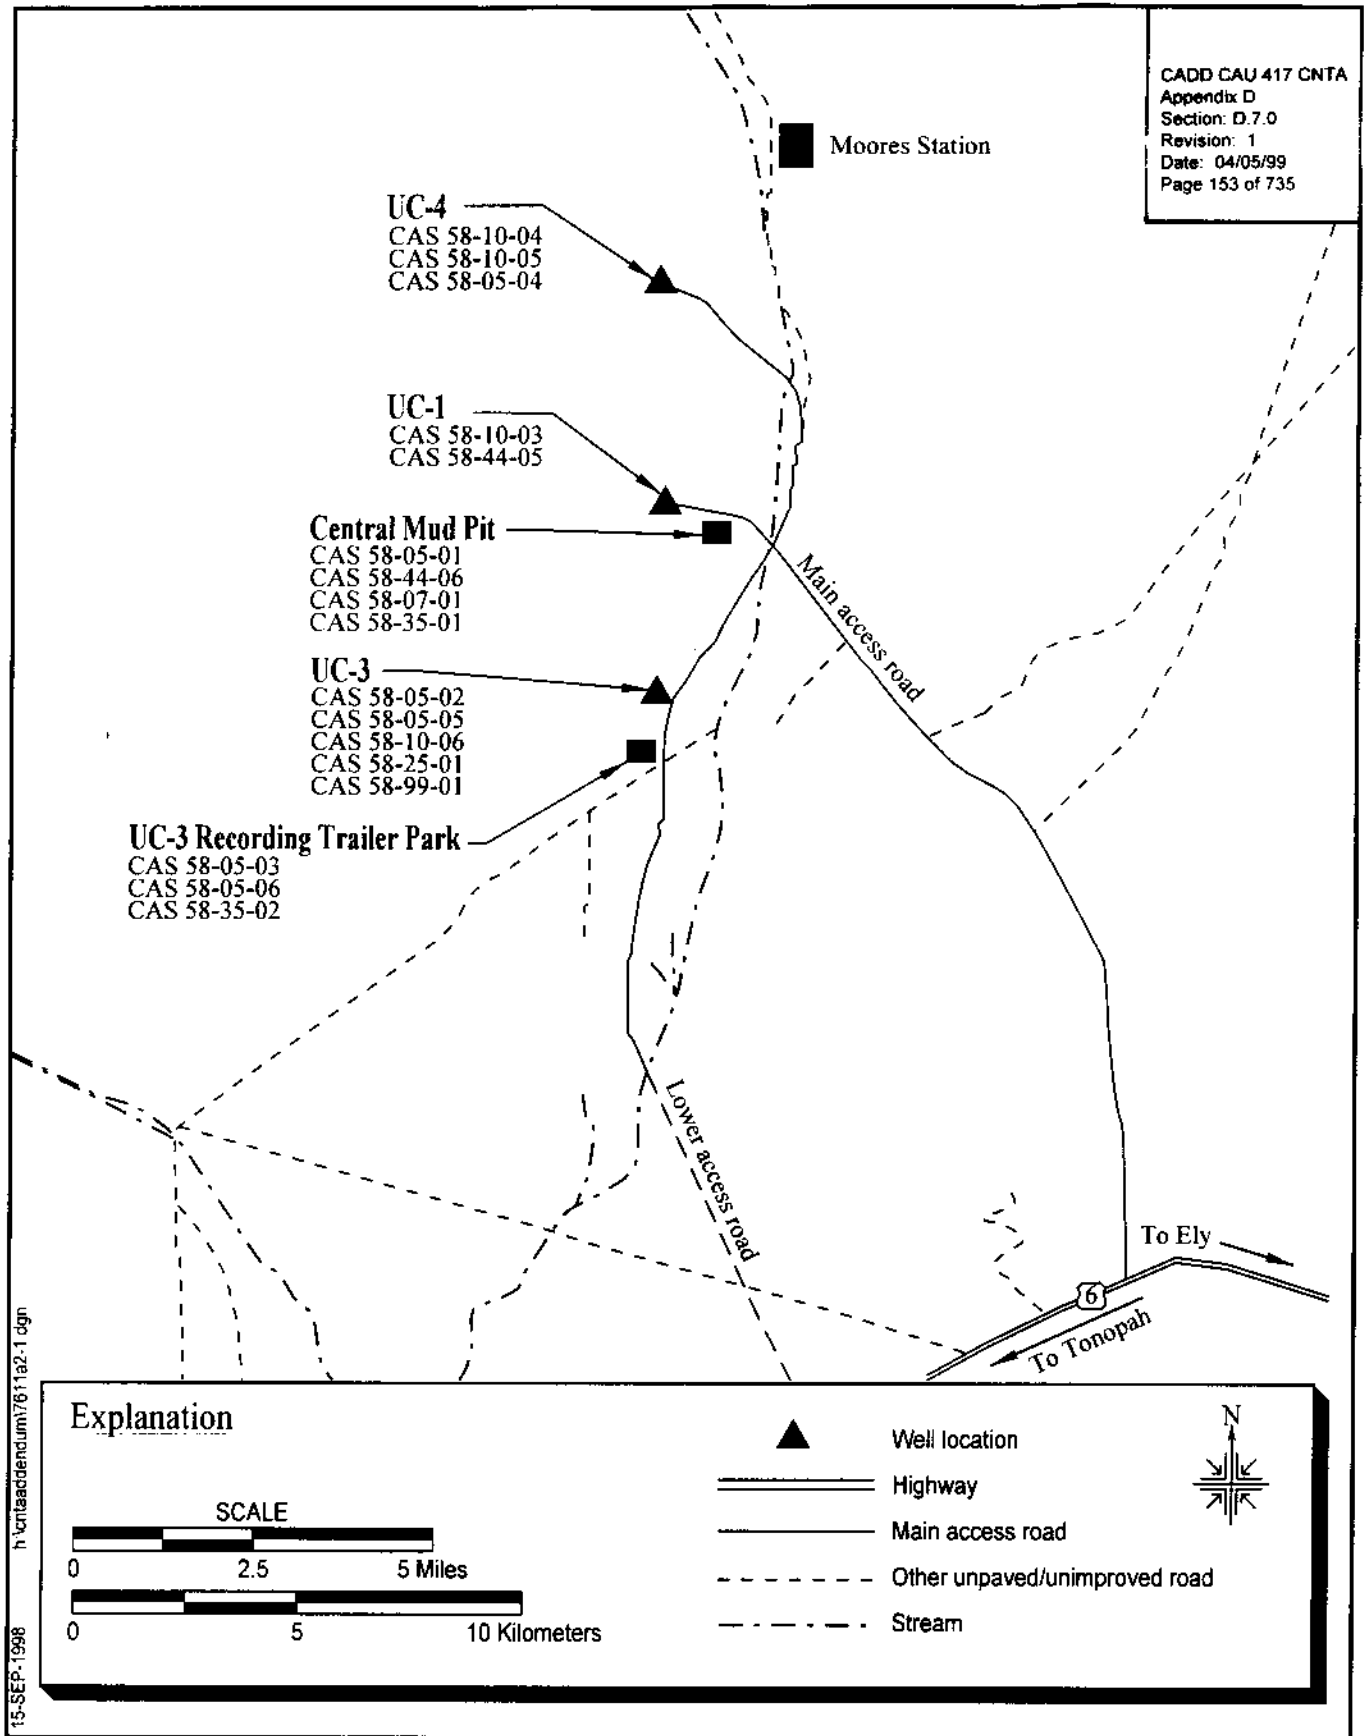 CADD CAU 417 CNTA
Appendix D
Section: D.7.0
Revision: 1
Date: 04/05/99
Page 153 of 735
Moores Station
UC-4
CAS 58-10-04
CAS 58-10-05
CAS 58-05-04
UC-1
CAS 58-10-03
CAS 58-44-05
Central Mud Pit
CAS 58-05-01
CAS 58-44-06
CAS 58-07-01
CAS 58-35-01
Main access road
UC-3
CAS 58-05-02
CAS 58-05-05
CAS 58-10-06
CAS 58-25-01
CAS 58-99-01
UC-3 Recording Trailer Park
CAS 58-05-03
CAS 58-05-06
CAS 58-35-02
Lower access road
To Ely
6
To Tonopah
Explanation
SCALE
0 2.5 5 Miles
0 5 10 Kilometers
Well location
Highway
Main access road
Other unpaved/unimproved road
Stream
N
15-SEP-1998 h:\cntaaddendum\7611a2-1 dgn